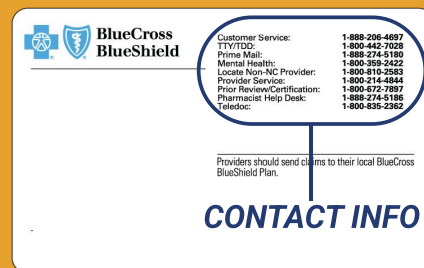 BlueCross
BlueShield
Customer Service: 1-888-206-4697
TTY/TDD: 1-800-442-7028
Prime Mail: 1-888-274-5180
Mental Health: 1-800-359-2422
Locate Non-NC Provider: 1-800-810-2583
Provider Service: 1-800-214-4844
Prior Review/Certification: 1-800-672-7897
Pharmacist Help Desk: 1-888-274-5186
Teledoc: 1-800-835-2362
Providers should send claims to their local BlueCross
BlueShield Plan.
CONTACT INFO